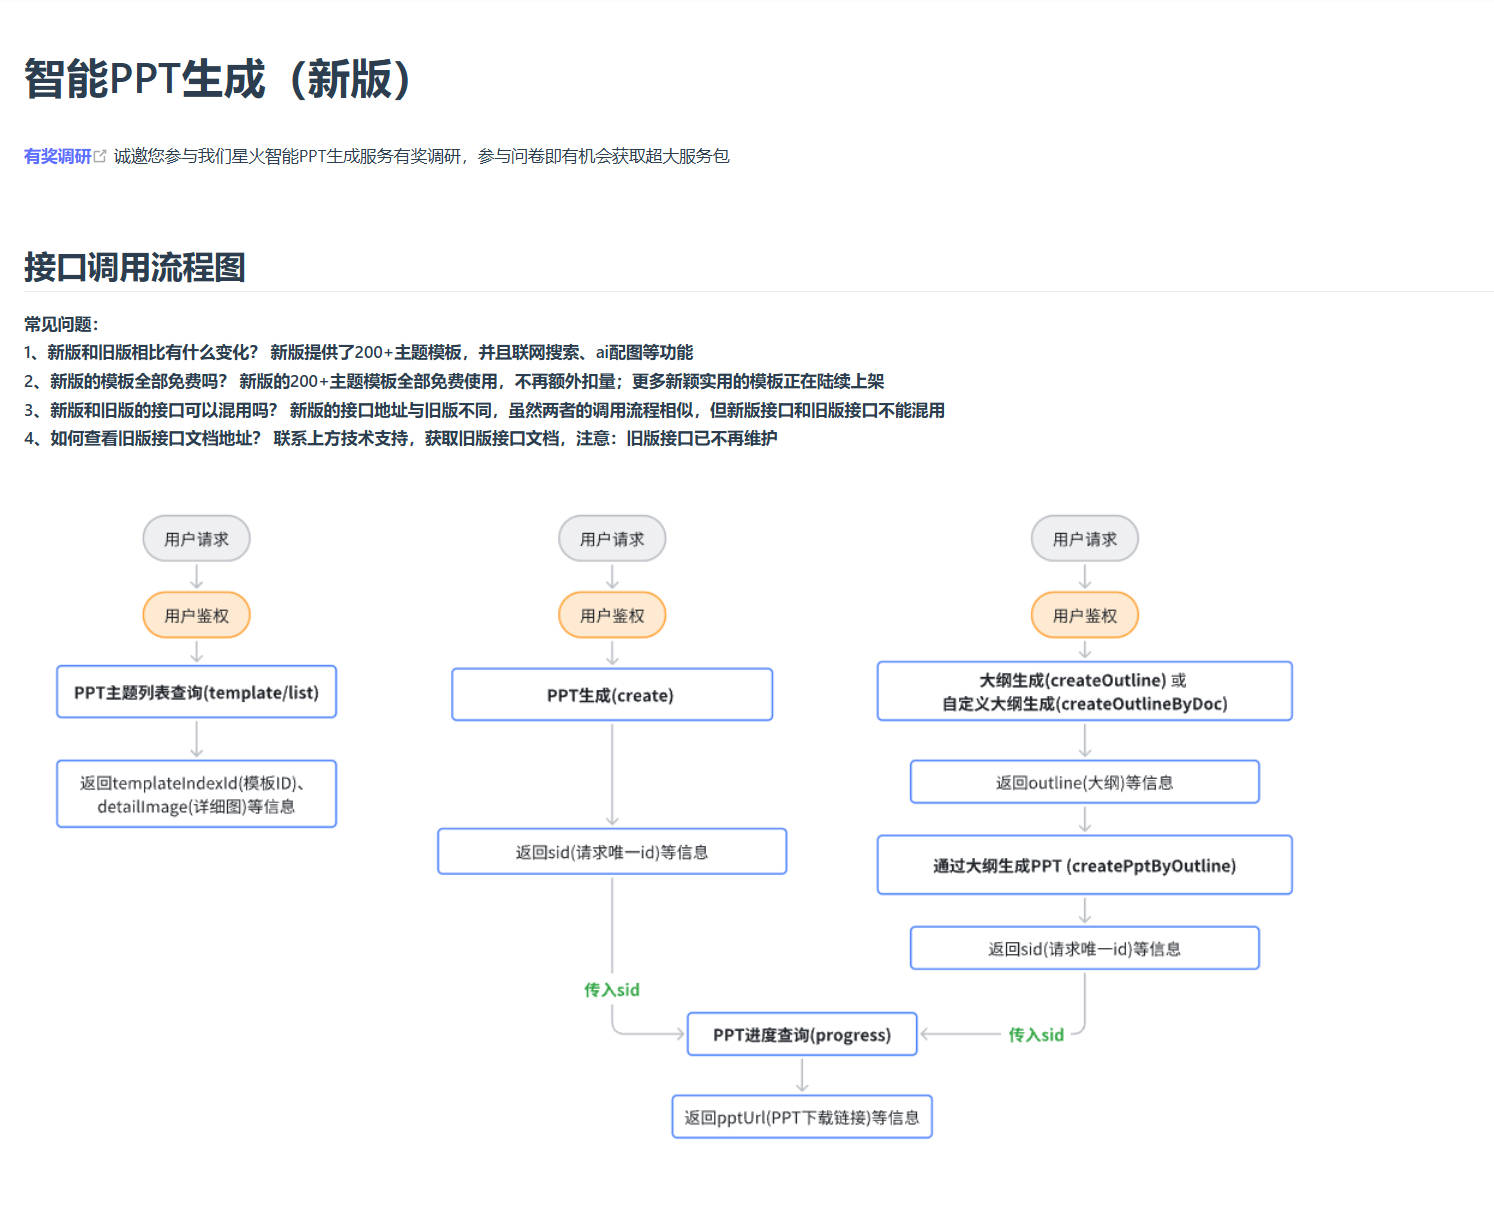 智能PPT生成（新版）
有奖调研 诚邀您参与我们星火智能PPT生成服务有奖调研，参与问卷即有机会获取超大服务包
接口调用流程图
常见问题：
1、新版和旧版相比有什么变化？ 新版提供了200+主题模板，并且联网搜索、ai配图等功能
2、新版的模板全部免费吗？ 新版的200+主题模板全部免费使用，不再额外扣量；更多新颖实用的模板正在陆续上架
3、新版和旧版的接口可以混用吗？ 新版的接口地址与旧版不同，虽然两者的调用流程相似，但新版接口和旧版接口不能混用
4、如何查看旧版接口文档地址？ 联系上方技术支持，获取旧版接口文档，注意：旧版接口已不再维护
用户请求
用户鉴权
PPT主题列表查询(template/list)
返回templateIndexId(模板ID)、
detailImage(详细图)等信息
用户请求
用户鉴权
PPT生成(create)
返回sid(请求唯一id)等信息
传入sid
用户请求
用户鉴权
大纲生成(createOutline) 或
自定义大纲生成(createOutlineByDoc)
返回outline(大纲)等信息
通过大纲生成PPT (createPptByOutline)
返回sid(请求唯一id)等信息
传入sid
PPT进度查询(progress)
返回pptUrl(PPT下载链接)等信息